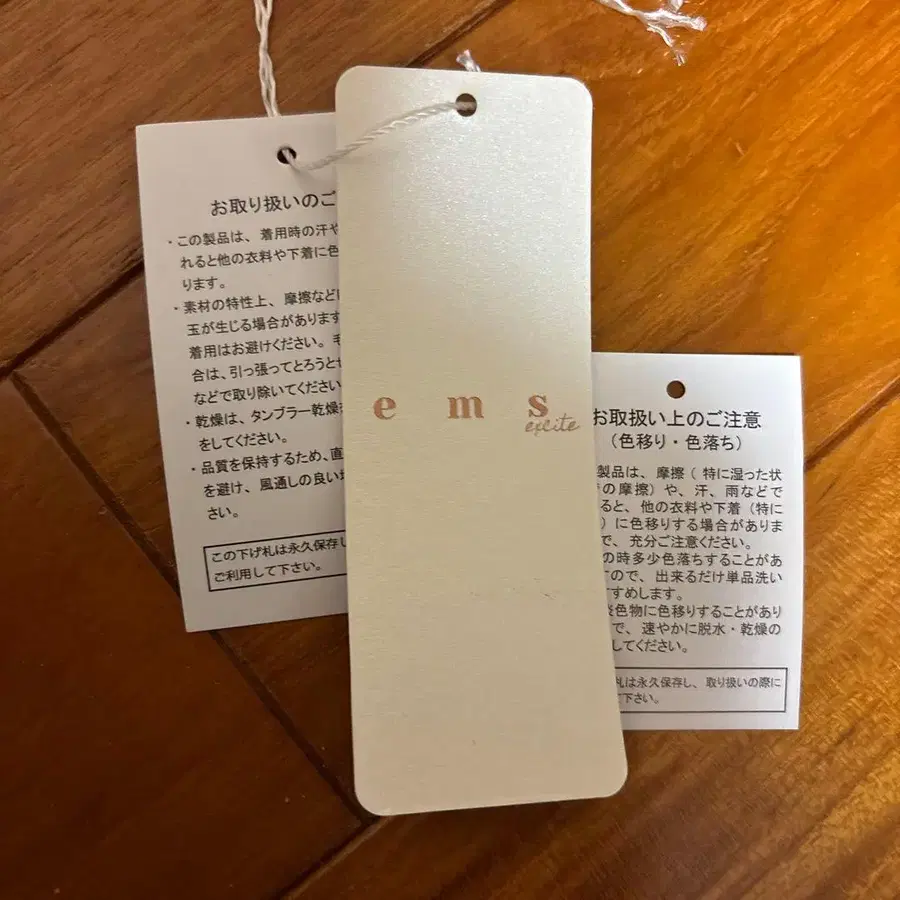 お取り扱いのご
・この製品は、着用時の汗や
れると他の衣料や下着に色
ります。
・素材の特性上、摩擦など
玉が生じる場合があります
着用はお避けください。毛
合は、引っ張ってとろうとせ
などで取り除いてください
・乾燥は、タンブラー乾燥
をしてください。
・品質を保持するため、直
を避け、風通しの良い
さい。
この下げ札は永久保存し
ご利用して下さい。
e m s
excite
お取扱い上のご注意
（色移り・色落ち）
製品は、摩擦（特に湿った状
の摩擦）や、汗、雨などで
ると、他の衣料や下着（特に
）に色移りする場合がありま
で、充分ご注意ください。
の時多少色落ちすることがあ
ので、出来るだけ単品洗い
すすめします。
淡色物に色移りすることがあり
で、速やかに脱水・乾燥の
してください。
札は永久保存し、取り扱いの際に
下さい。